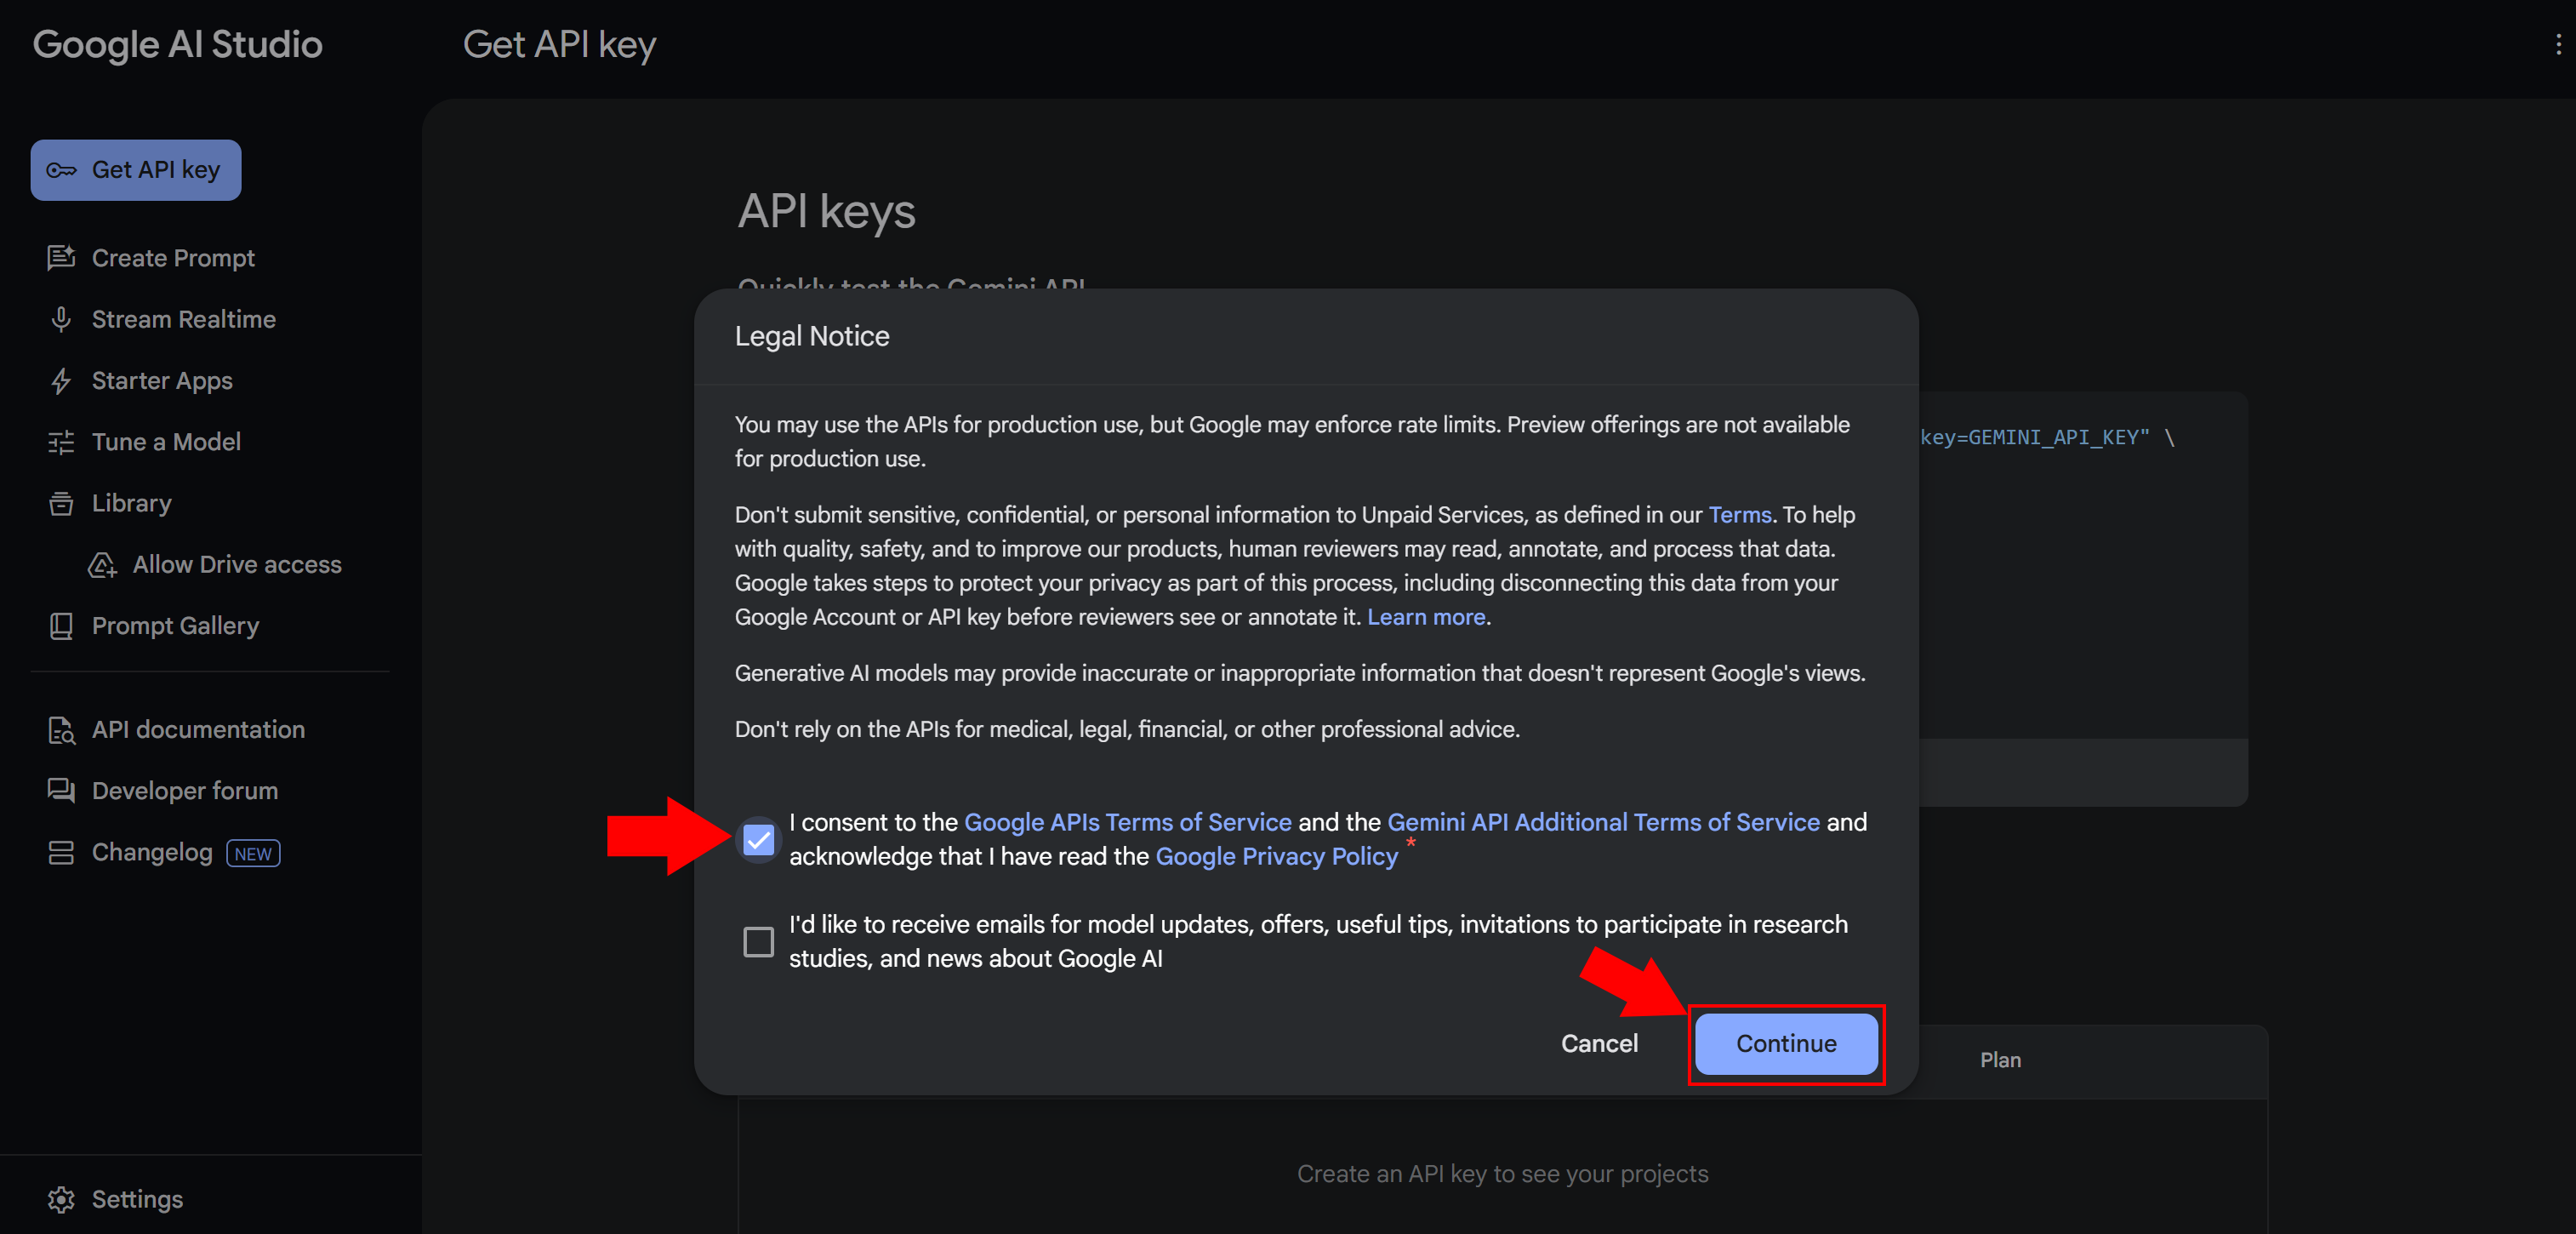 Google AI Studio
Get API key
Get API key
Create Prompt
Stream Realtime
Starter Apps
Tune a Model
Library
Allow Drive access
Prompt Gallery
API documentation
Developer forum
Changelog NEW
Settings
API keys
Quickly test the Gemini API
key=GEMINI_API_KEY" \
Legal Notice
You may use the APIs for production use, but Google may enforce rate limits. Preview offerings are not available
for production use.
Don't submit sensitive, confidential, or personal information to Unpaid Services, as defined in our Terms. To help
with quality, safety, and to improve our products, human reviewers may read, annotate, and process that data.
Google takes steps to protect your privacy as part of this process, including disconnecting this data from your
Google Account or API key before reviewers see or annotate it. Learn more.
Generative AI models may provide inaccurate or inappropriate information that doesn't represent Google's views.
Don't rely on the APIs for medical, legal, financial, or other professional advice.
I consent to the Google APIs Terms of Service and the Gemini API Additional Terms of Service and
acknowledge that I have read the Google Privacy Policy *
I'd like to receive emails for model updates, offers, useful tips, invitations to participate in research
studies, and news about Google AI
Cancel
Continue
Plan
Create an API key to see your projects